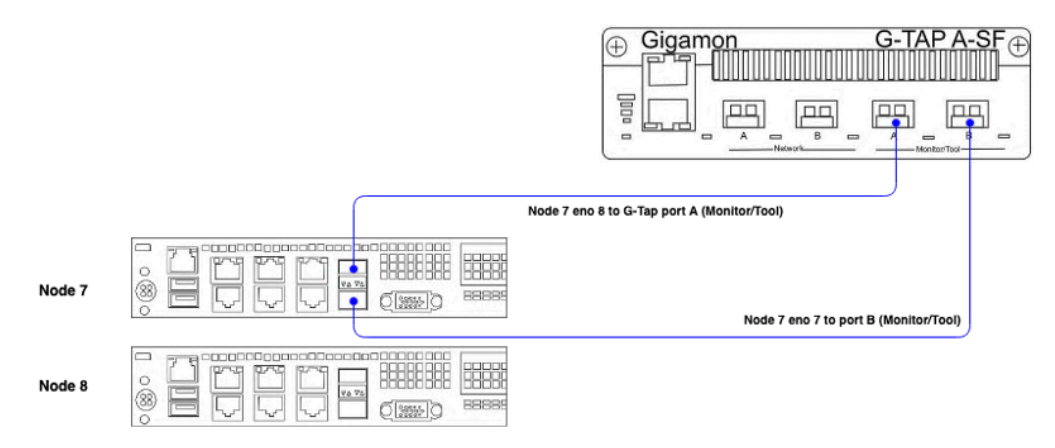 Gigamon G-TAP A-SF
A B A B
Network Monitor/Tool
Node 7 eno 8 to G-Tap port A (Monitor/Tool)
Node 7
Node 7 eno 7 to port B (Monitor/Tool)
Node 8